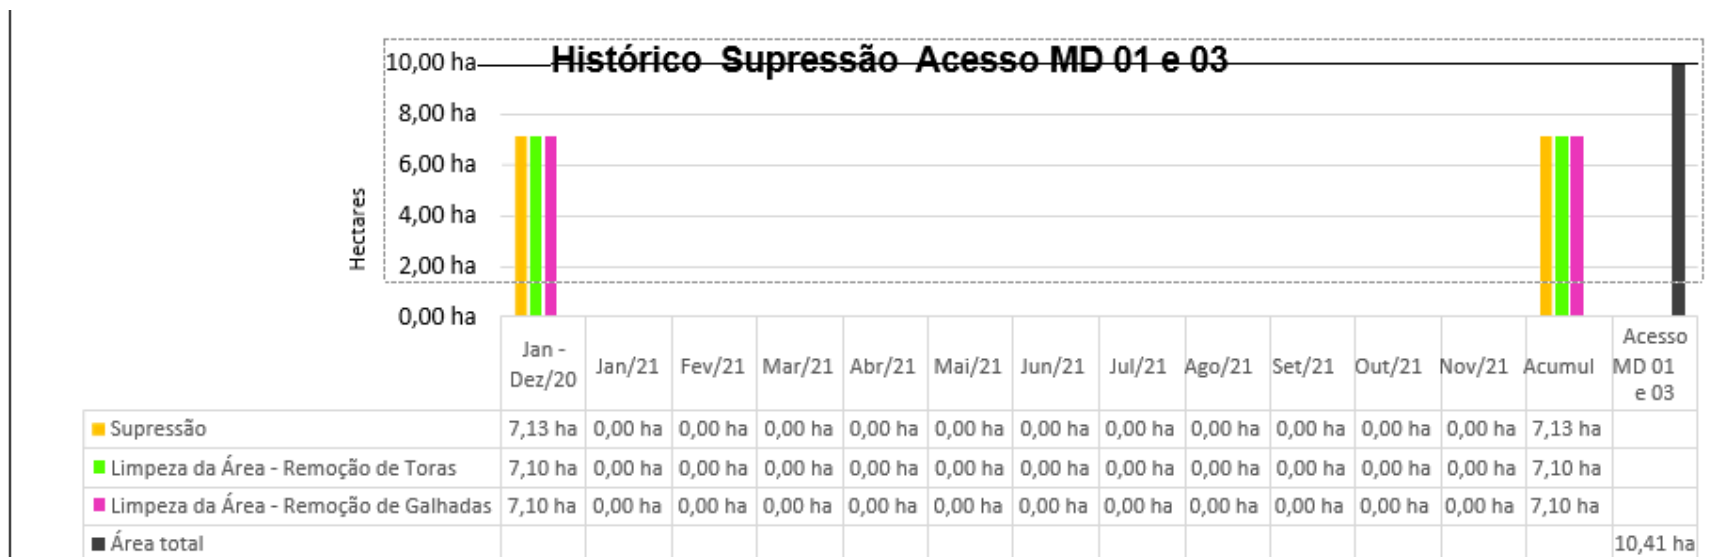 Histórico Supressão Acesso MD 01 e 03
10,00 ha
8,00 ha
6,00 ha
4,00 ha
2,00 ha
0,00 ha
Hectares
Jan - Dez/20 Jan/21 Fev/21 Mar/21 Abr/21 Mai/21 Jun/21 Jul/21 Ago/21 Set/21 Out/21 Nov/21 Acumul Acesso MD 01 e 03
Supressão 7,13 ha 0,00 ha 0,00 ha 0,00 ha 0,00 ha 0,00 ha 0,00 ha 0,00 ha 0,00 ha 0,00 ha 0,00 ha 0,00 ha 7,13 ha
Limpeza da Área - Remoção de Toras 7,10 ha 0,00 ha 0,00 ha 0,00 ha 0,00 ha 0,00 ha 0,00 ha 0,00 ha 0,00 ha 0,00 ha 0,00 ha 0,00 ha 7,10 ha
Limpeza da Área - Remoção de Galhadas 7,10 ha 0,00 ha 0,00 ha 0,00 ha 0,00 ha 0,00 ha 0,00 ha 0,00 ha 0,00 ha 0,00 ha 0,00 ha 0,00 ha 7,10 ha
Área total 10,41 ha